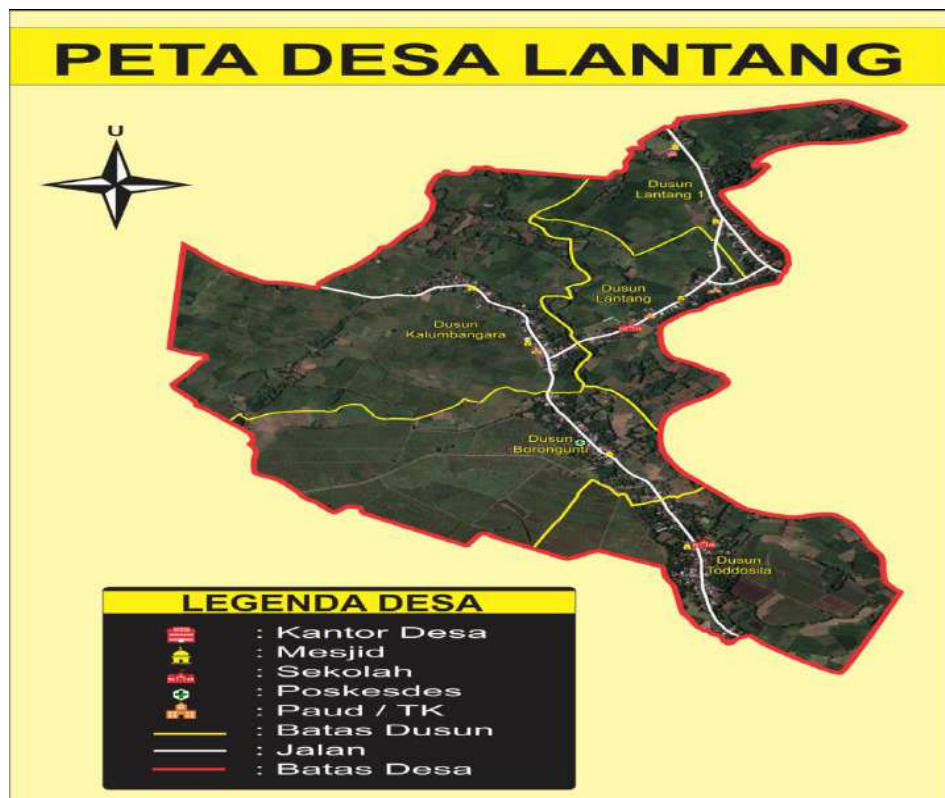 PETA DESA LANTANG
U
Dusun
Lantang 1
Dusun
Lantang
Dusun
Kalumbangara
Dusun
Borongunti
Dusun
Toddosila
LEGENDA DESA
: Kantor Desa
: Mesjid
: Sekolah
: Poskesdes
: Paud / TK
: Batas Dusun
: Jalan
: Batas Desa